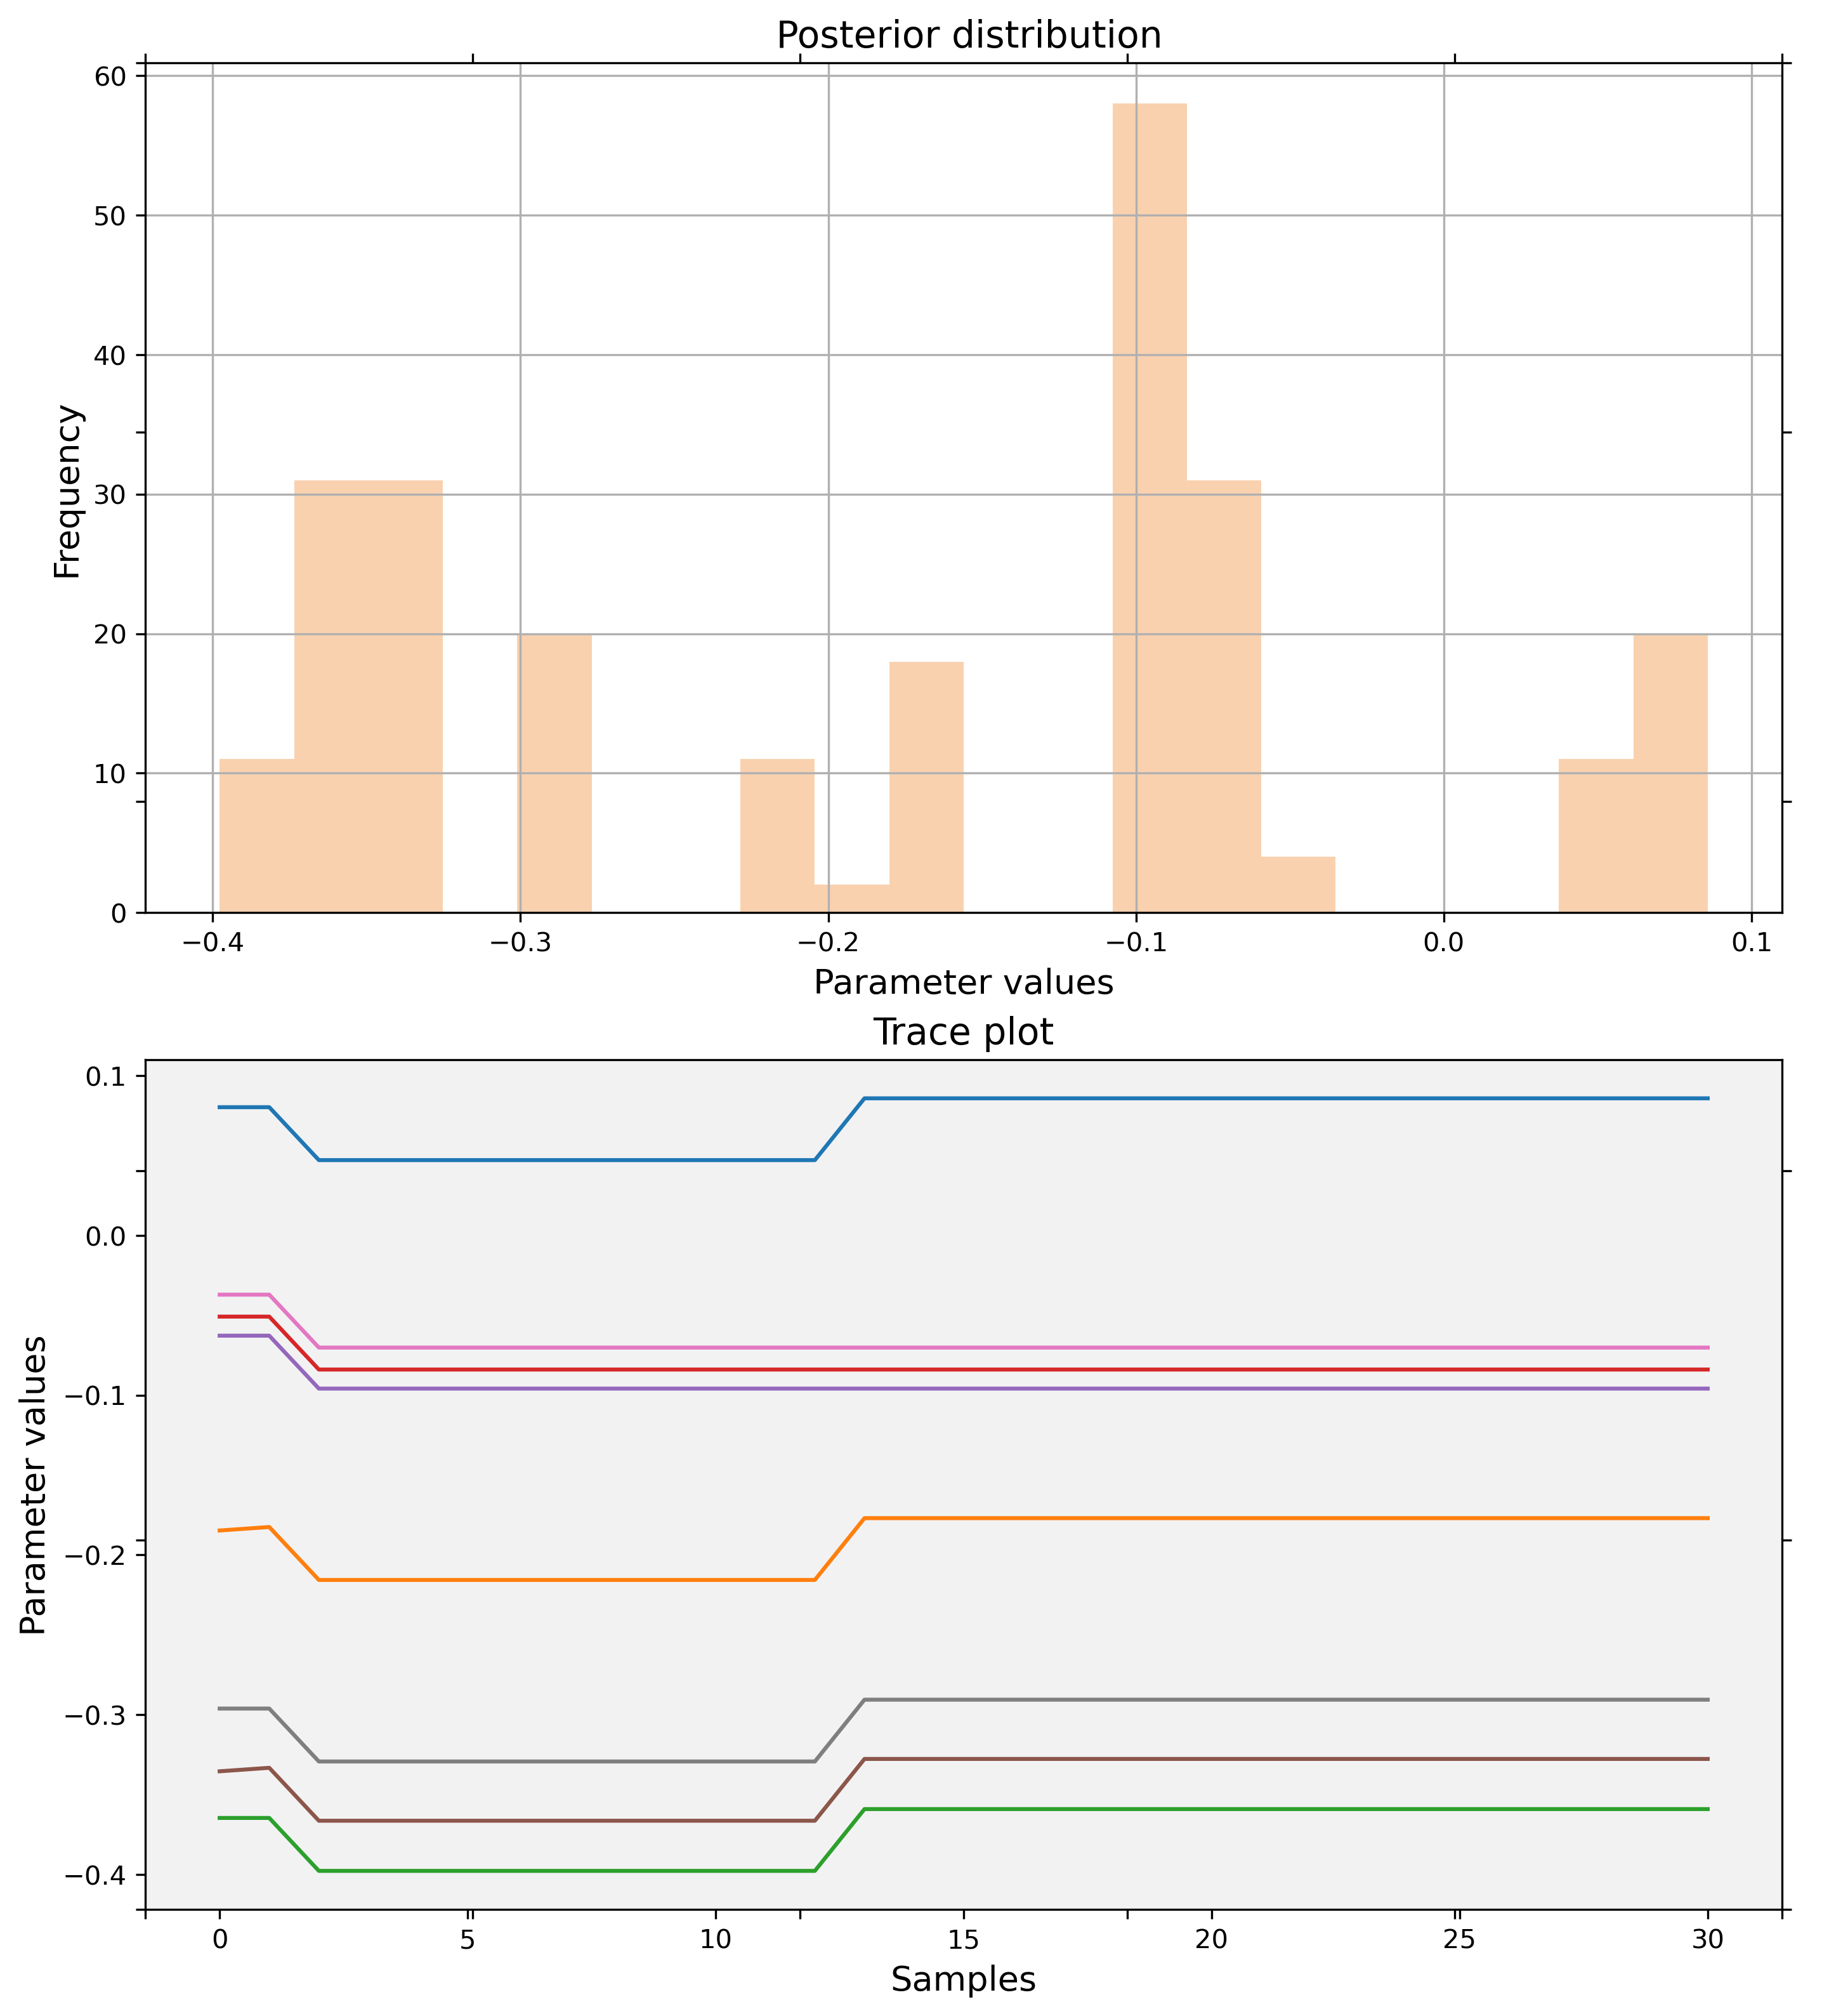 Posterior distribution
60
50
40
30
20
10
0
Frequency
−0.4 −0.3 −0.2 −0.1 0.0 0.1
Parameter values
Trace plot
0.1
0.0
−0.1
−0.2
−0.3
−0.4
Parameter values
0 5 10 15 20 25 30
Samples